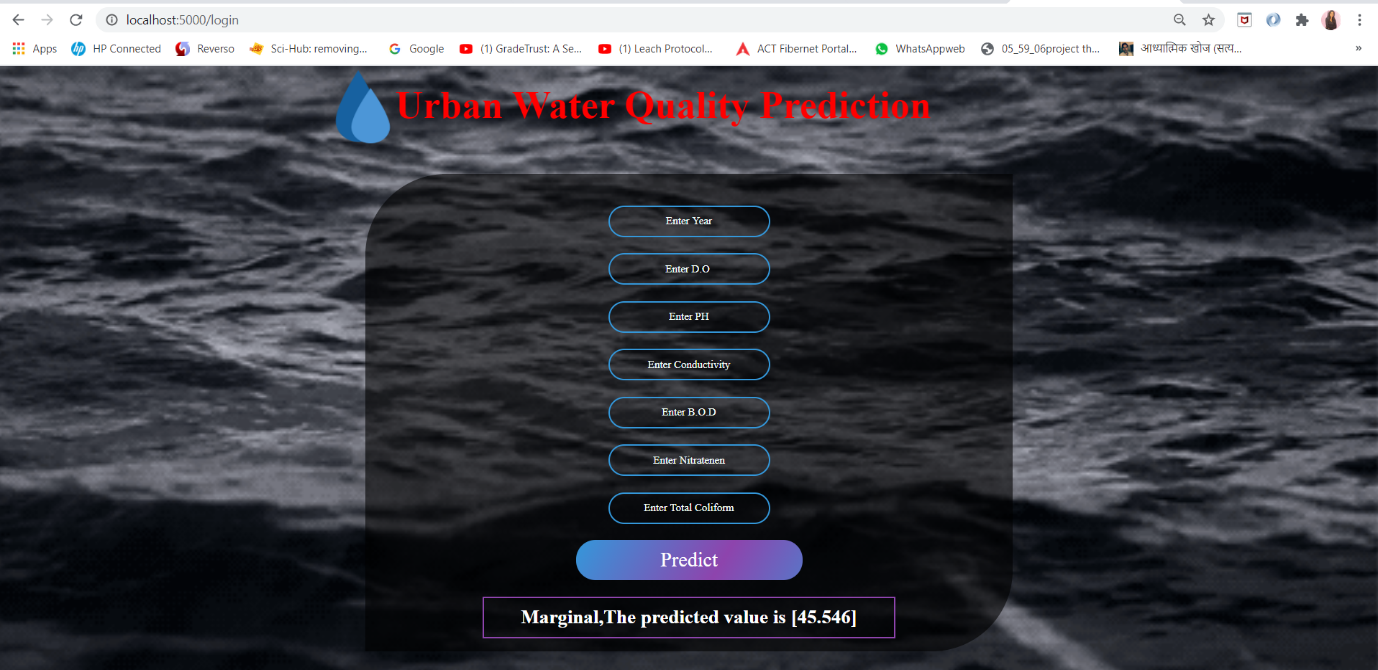 localhost:5000/login
Apps HP Connected Reverso Sci-Hub: removing... Google (1) GradeTrust: A Se... (1) Leach Protocol... ACT Fibernet Portal... WhatsAppweb 05_59_06project th... आध्यात्मिक खोज (सत्य... »
Urban Water Quality Prediction
Enter Year
Enter D.O
Enter PH
Enter Conductivity
Enter B.O.D
Enter Nitratenen
Enter Total Coliform
Predict
Marginal,The predicted value is [45.546]